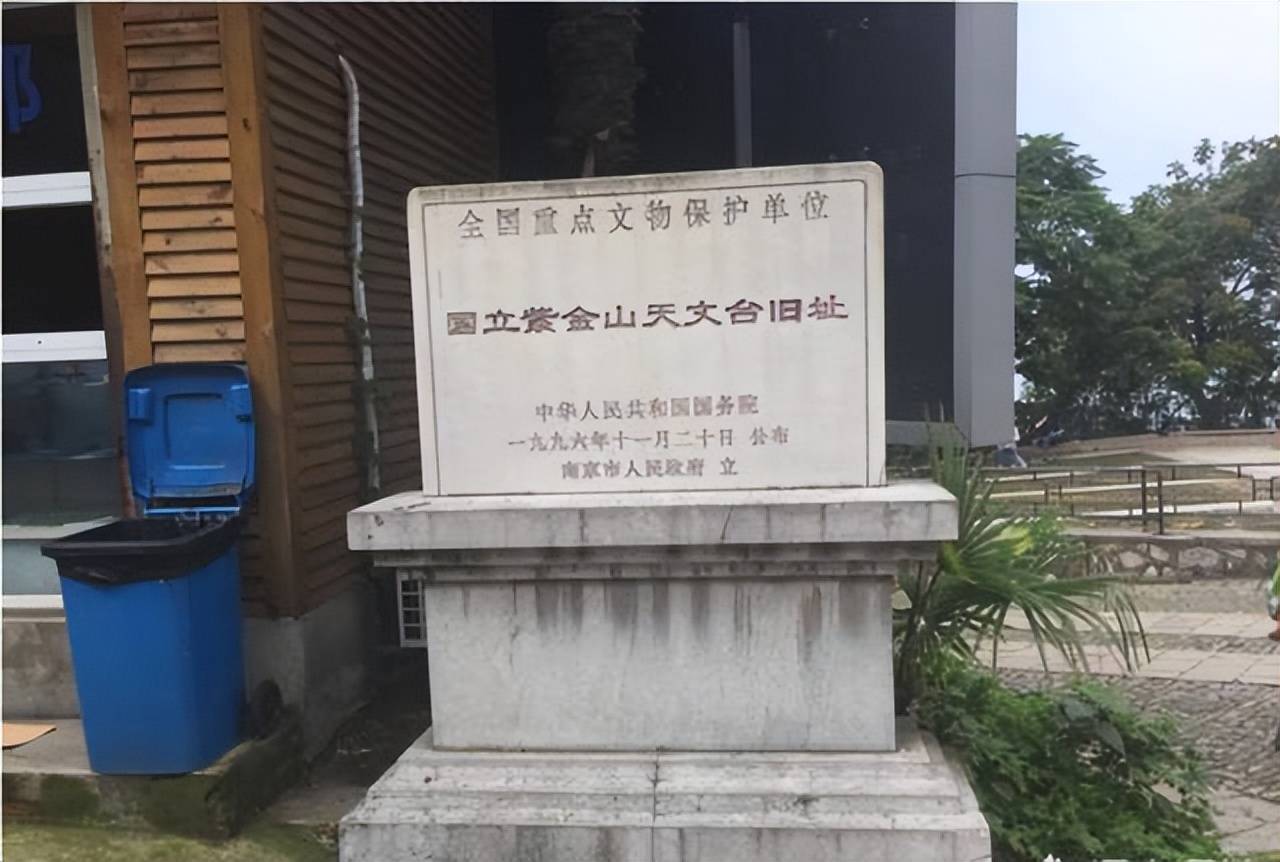 全国重点文物保护单位
国立紫金山天文台旧址
中华人民共和国国务院
一九九六年十一月二十日 公布
南京市人民政府 立